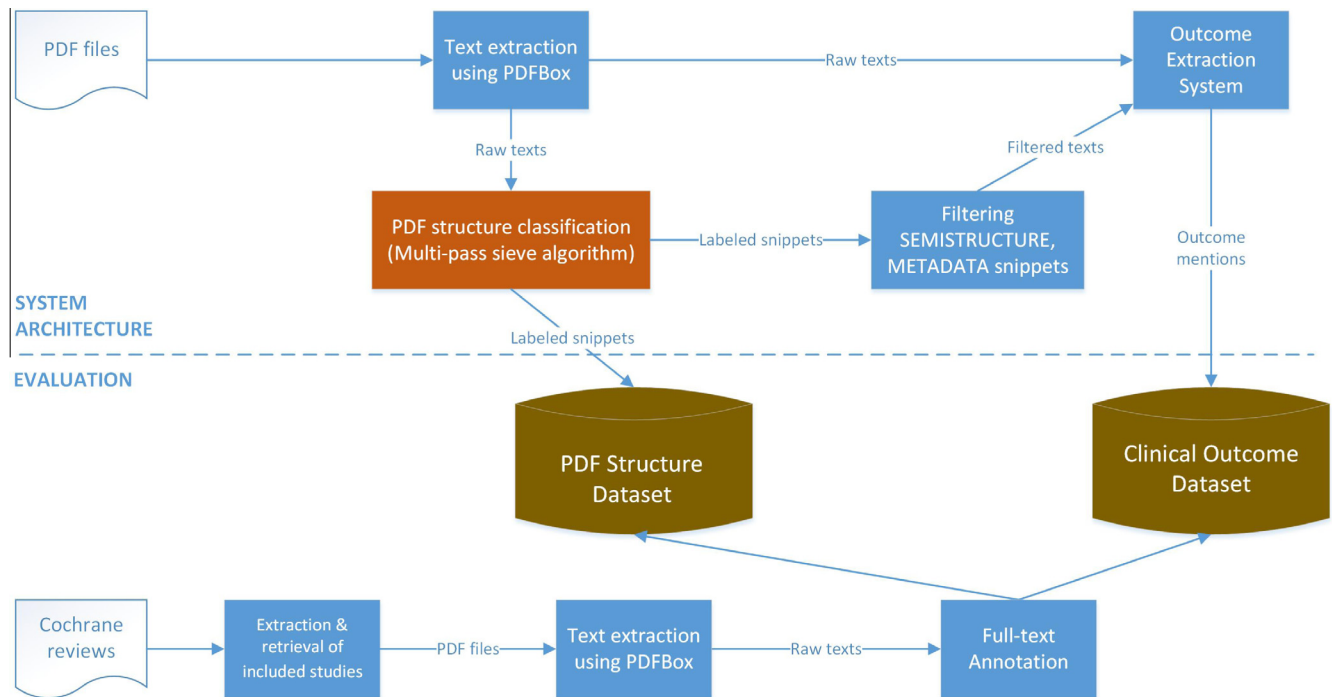 PDF files
Text extraction
using PDFBox
Raw texts
Outcome
Extraction
System
Raw texts
Filtered texts
PDF structure classification
(Multi-pass sieve algorithm)
Labeled snippets
Filtering
SEMISTRUCTURE,
METADATA snippets
Outcome
mentions
SYSTEM
ARCHITECTURE
Labeled snippets
EVALUATION
PDF Structure
Dataset
Clinical Outcome
Dataset
Cochrane
reviews
Extraction &
retrieval of
included studies
PDF files
Text extraction
using PDFBox
Raw texts
Full-text
Annotation